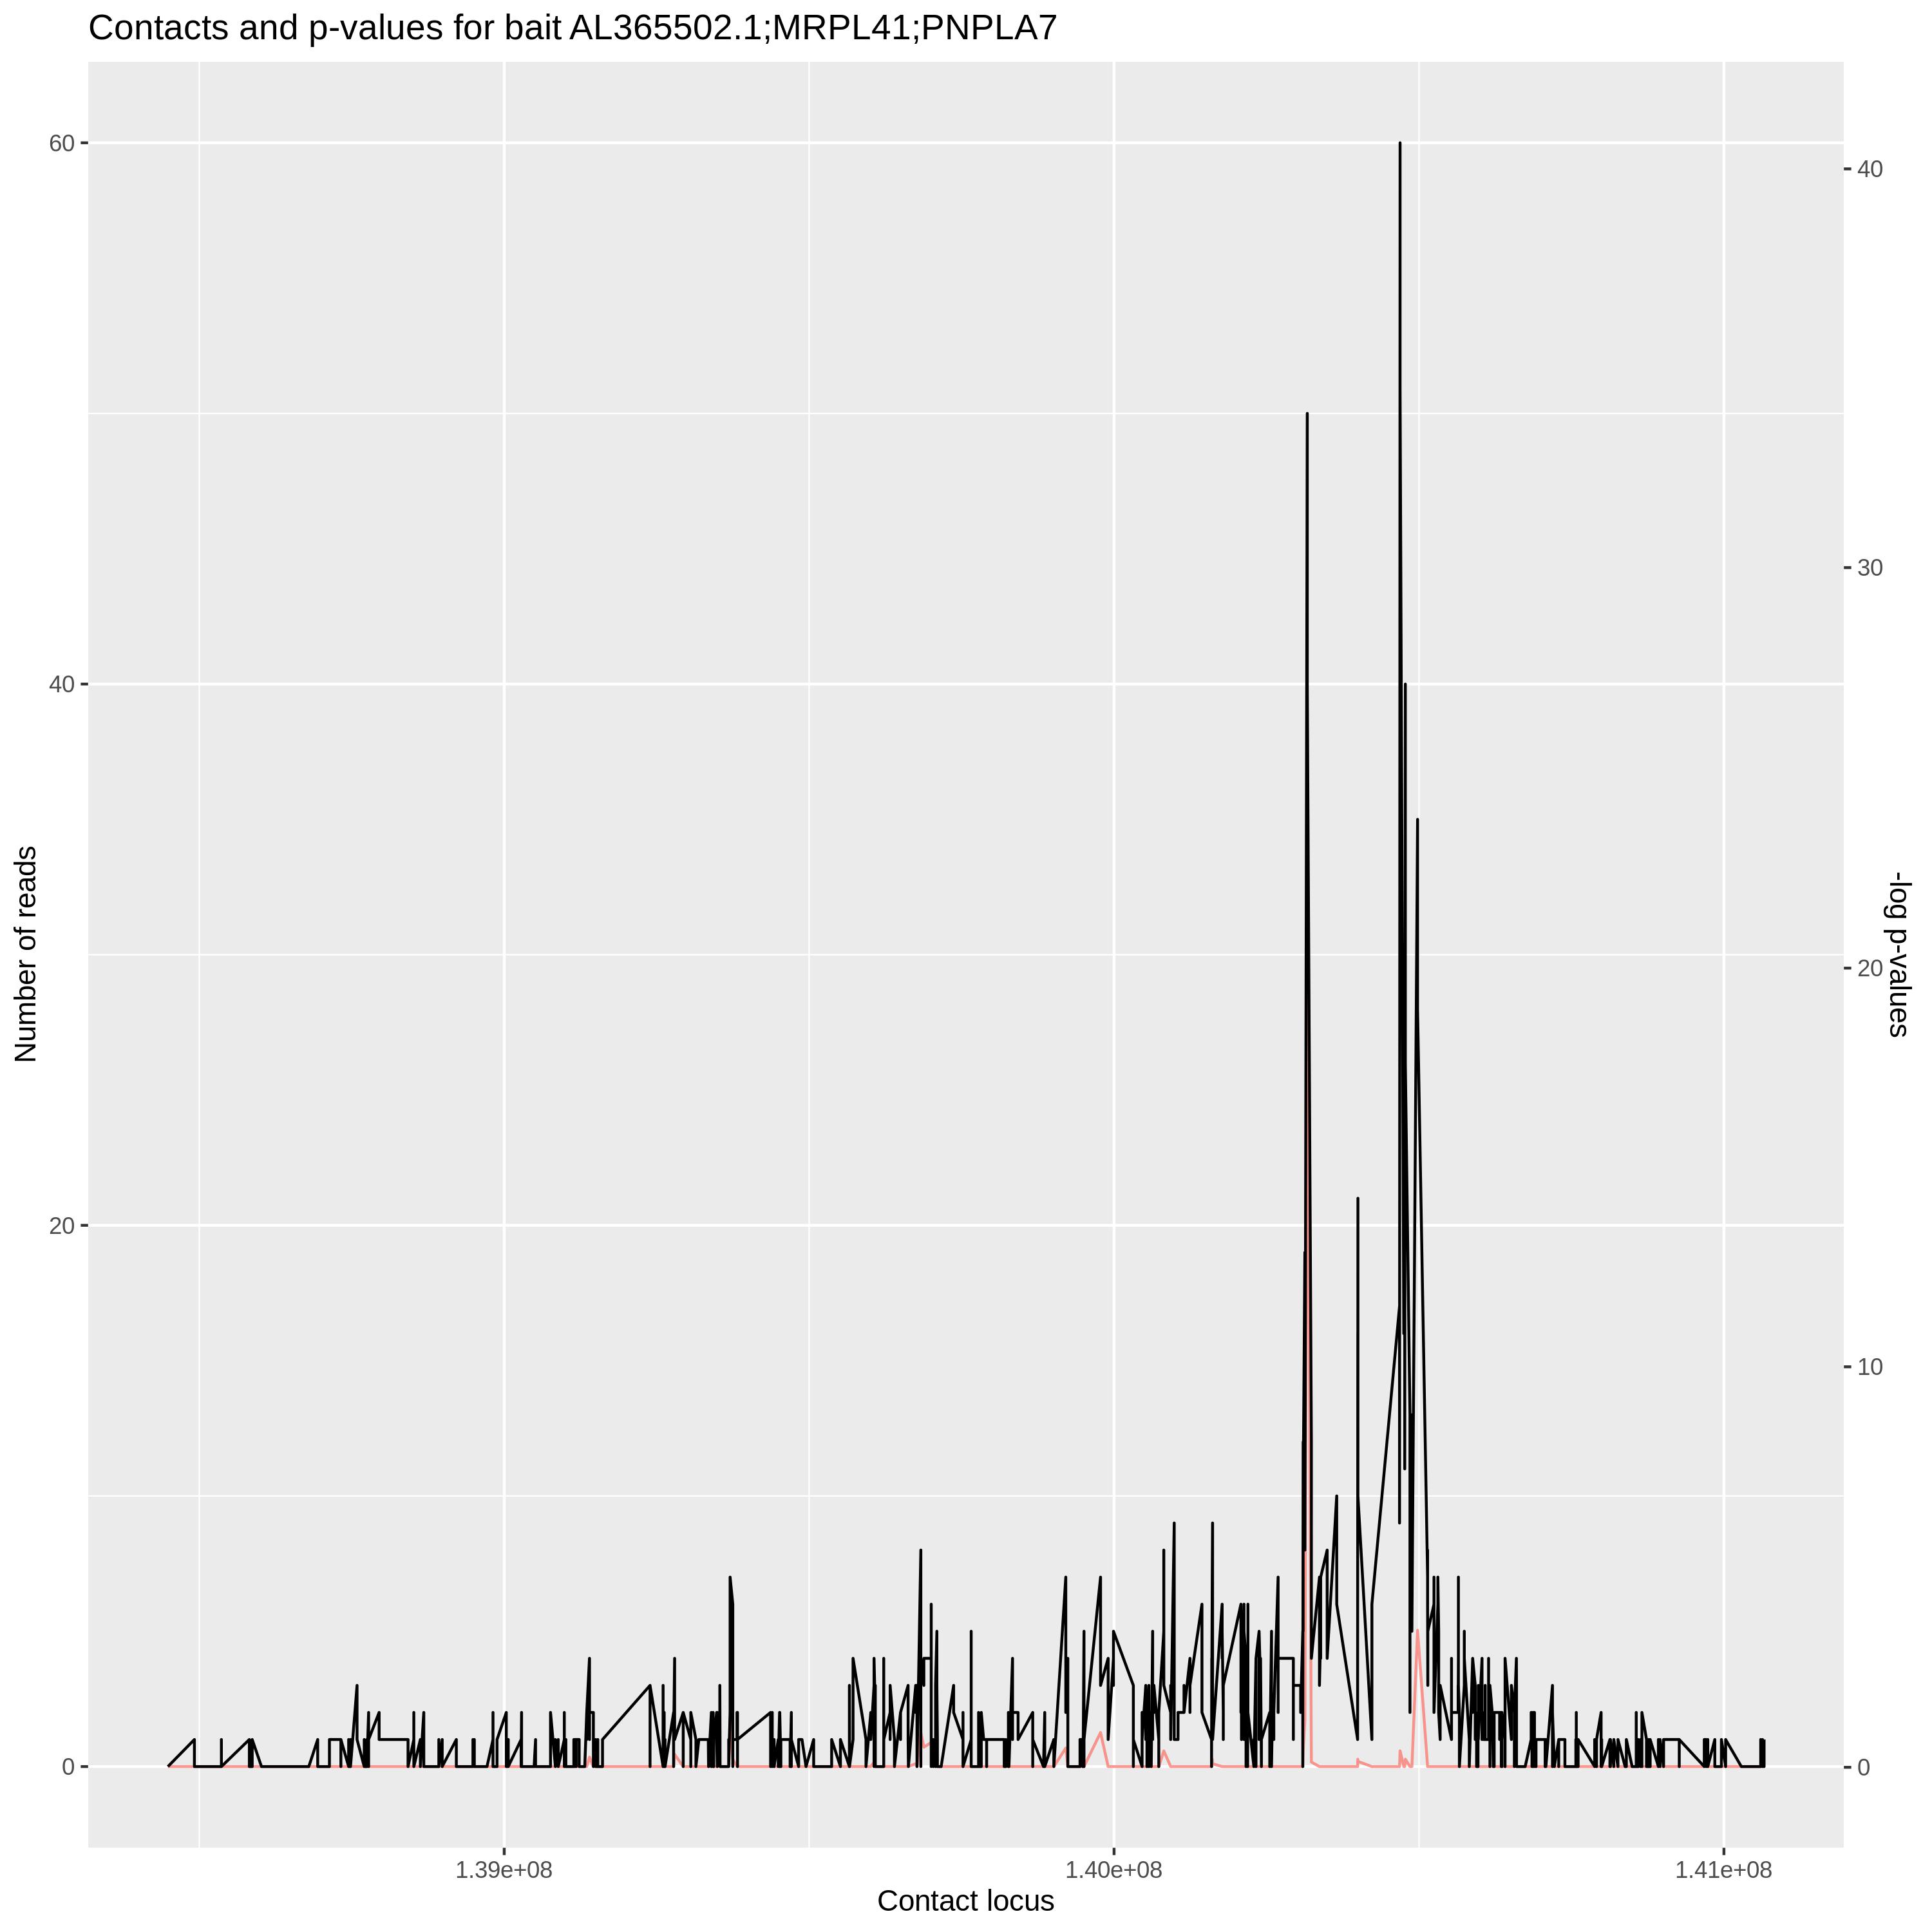 Contacts and p-values for bait AL365502.1;MRPL41;PNPLA7
60
40
20
0
Number of reads
40
30
20
10
0
-log p-values
1.39e+08
1.40e+08
1.41e+08
Contact locus